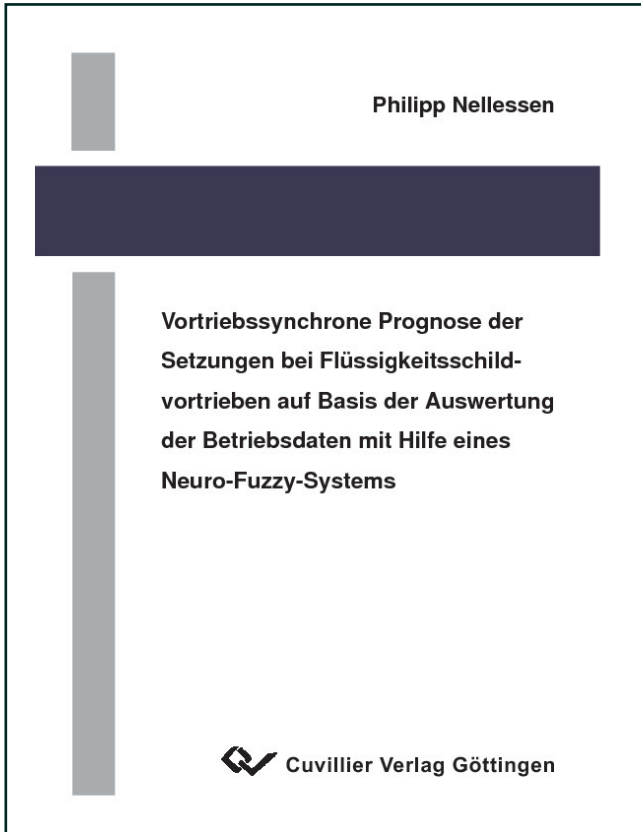 Philipp Nellessen
Vortriebssynchrone Prognose der
Setzungen bei Flüssigkeitsschild-
vortrieben auf Basis der Auswertung
der Betriebsdaten mit Hilfe eines
Neuro-Fuzzy-Systems
Cuvillier Verlag Göttingen